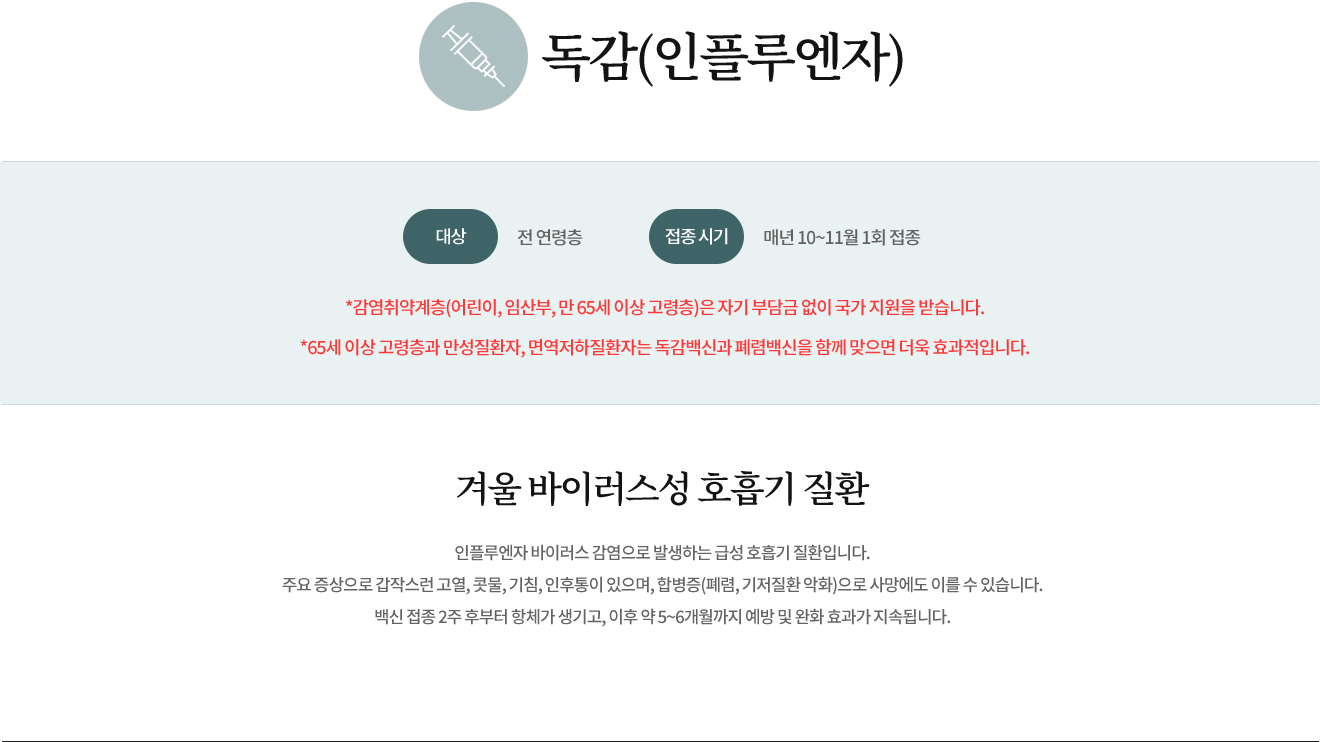 독감(인플루엔자)
대상 전 연령층 접종 시기 매년 10~11월 1회 접종
*감염취약계층(어린이, 임산부, 만 65세 이상 고령층)은 자기 부담금 없이 국가 지원을 받습니다.
*65세 이상 고령층과 만성질환자, 면역저하질환자는 독감백신과 폐렴백신을 함께 맞으면 더욱 효과적입니다.
겨울 바이러스성 호흡기 질환
인플루엔자 바이러스 감염으로 발생하는 급성 호흡기 질환입니다.
주요 증상으로 갑작스런 고열, 콧물, 기침, 인후통이 있으며, 합병증(폐렴, 기저질환 악화)으로 사망에도 이를 수 있습니다.
백신 접종 2주 후부터 항체가 생기고, 이후 약 5~6개월까지 예방 및 완화 효과가 지속됩니다.